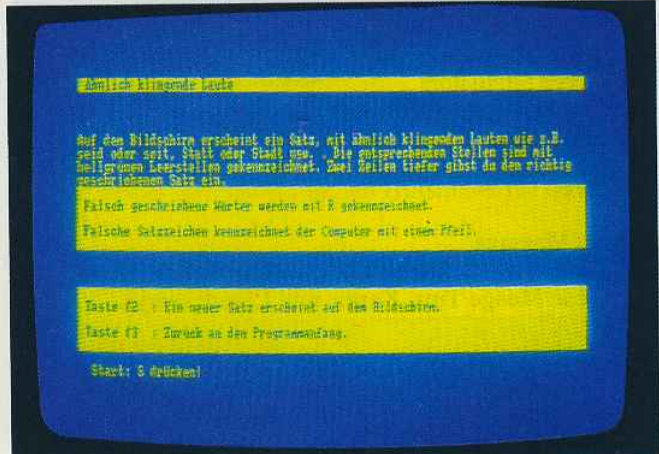 Ähnlich klingende Laute
Auf dem Bildschirm erscheint ein Satz, mit ähnlich klingenden Lauten wie z.B.
seid oder seit, Statt oder Stadt usw. Die entsprechenden Stellen sind mit
hellgrünen Leerstellen gekennzeichnet. Zwei Zeilen tiefer gibst du den richtig
geschriebenen Satz ein.
Falsch geschriebene Wörter werden mit R gekennzeichnet.
Falsche Satzzeichen kennzeichnet der Computer mit einem Pfeil.
Taste f2 : Ein neuer Satz erscheint auf dem Bildschirm.
Taste f3 : Zurück an den Programmanfang.
Start: S drücken!